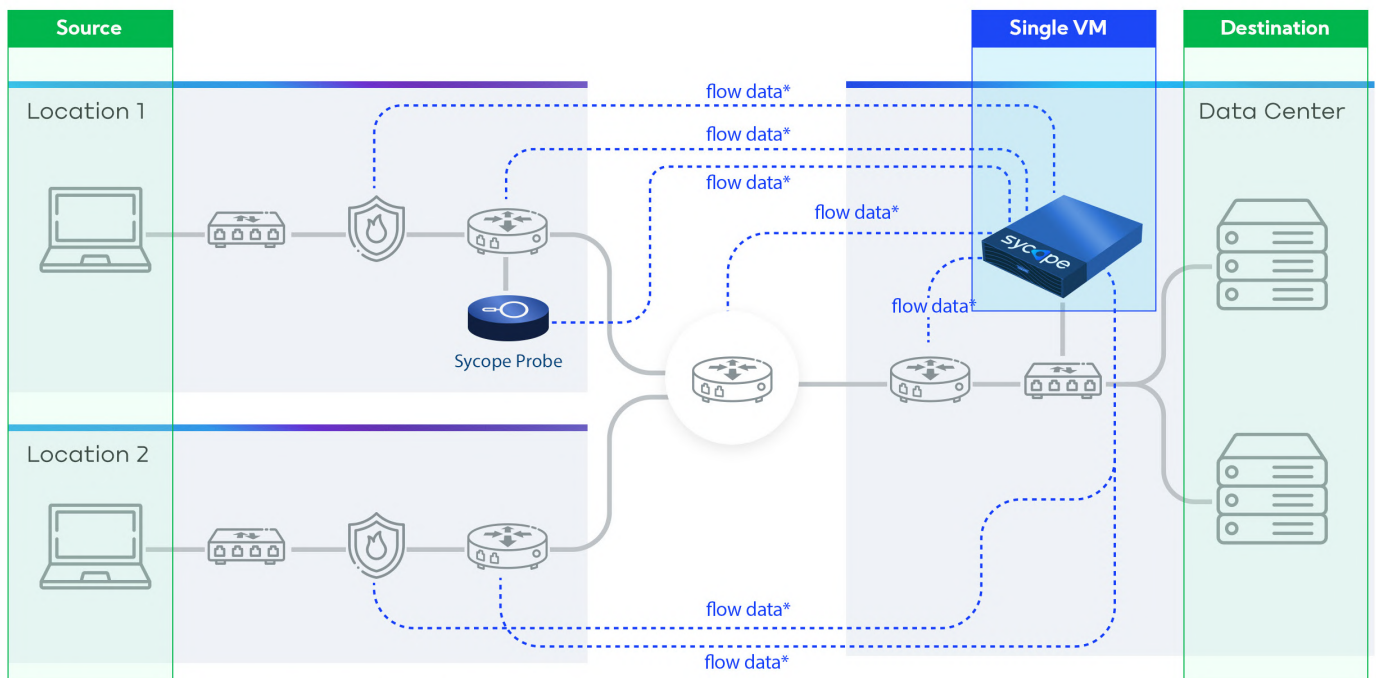 Source
Single VM
Destination
Location 1
flow data*
Data Center
flow data*
flow data*
flow data*
sycope
flow data*
Sycope Probe
Location 2
flow data*
flow data*